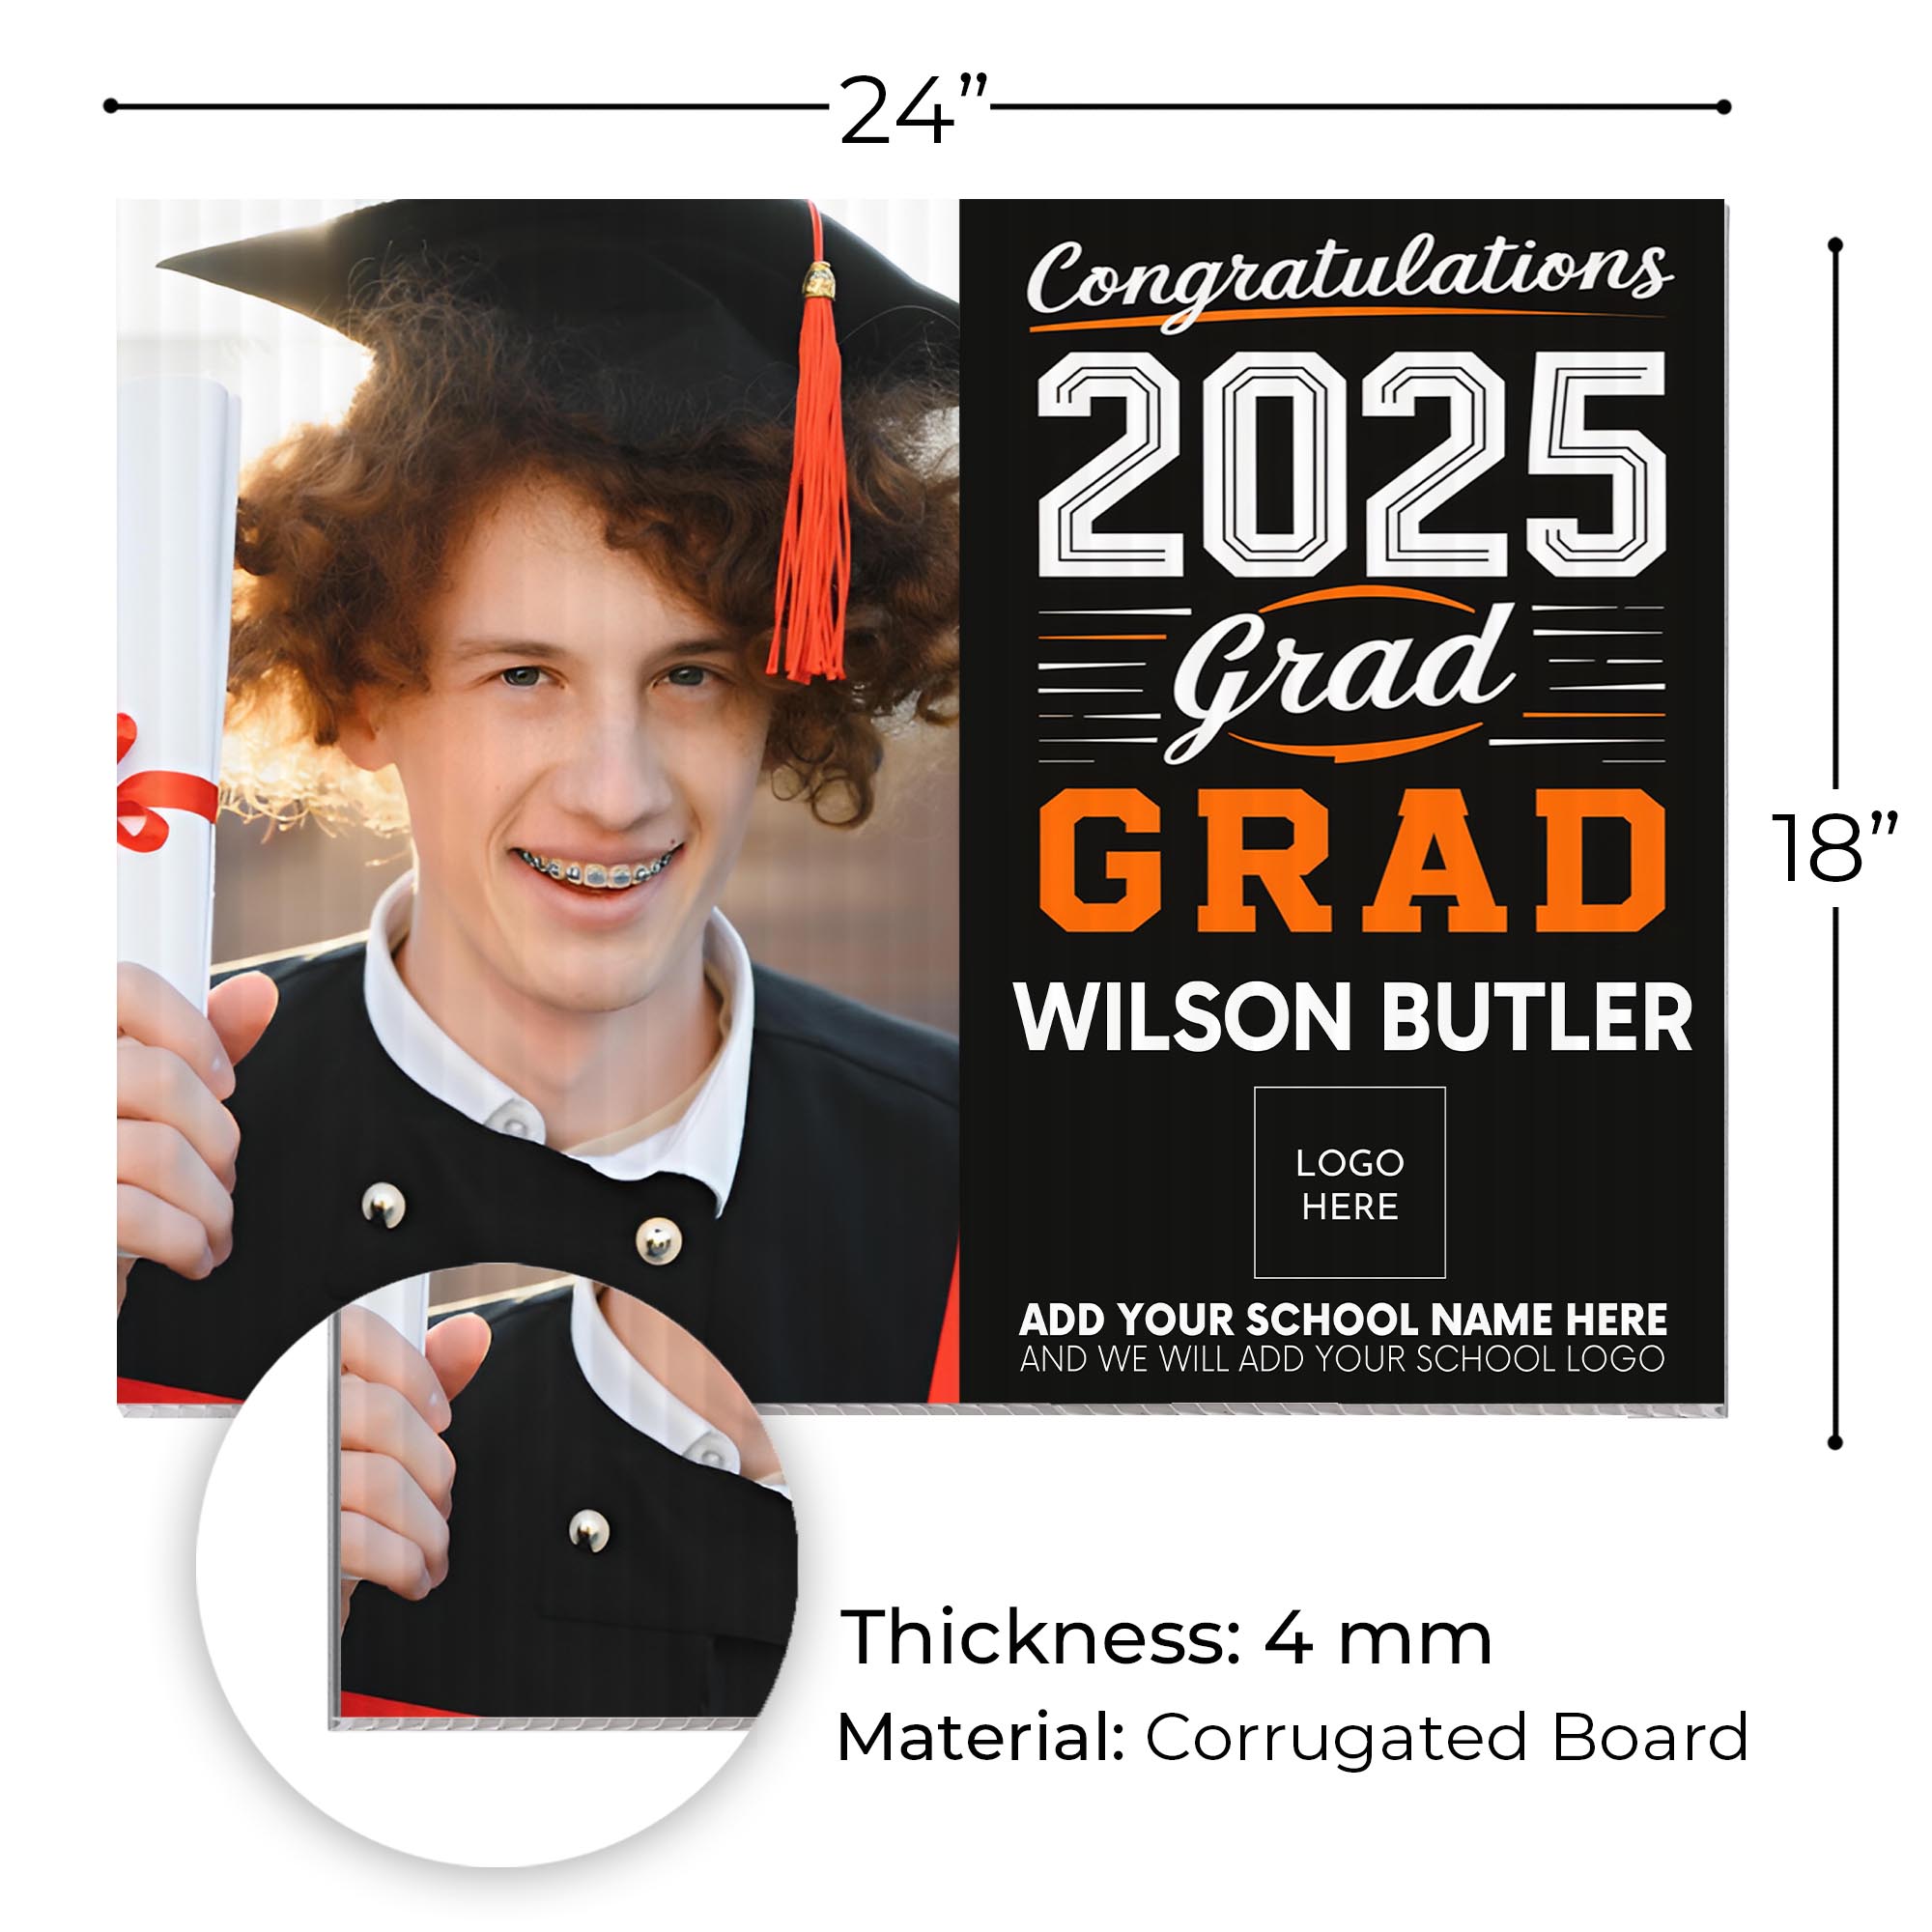 24”
Congratulations
2025
Grad
GRAD
WILSON BUTLER
LOGO
HERE
ADD YOUR SCHOOL NAME HERE
AND WE WILL ADD YOUR SCHOOL LOGO
18”
Thickness: 4 mm
Material: Corrugated Board